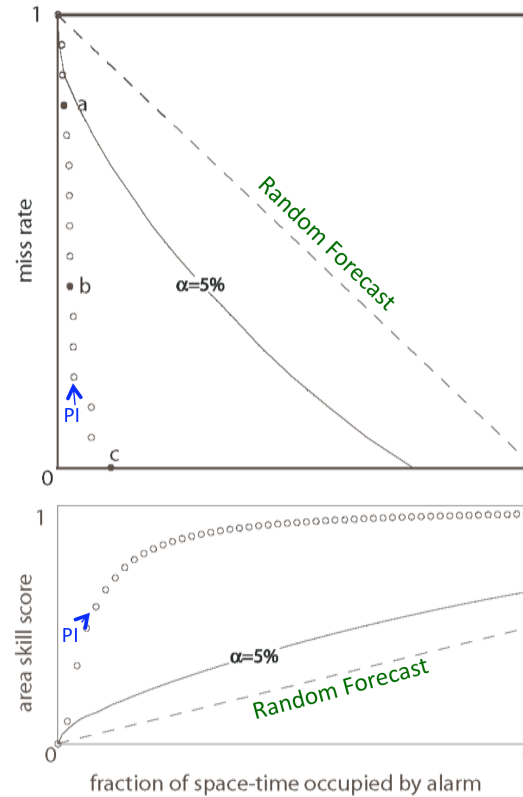 1
a
miss rate
Random Forecast
b
α=5%
PI
c
0
1
area skill score
PI
α=5%
Random Forecast
0
fraction of space-time occupied by alarm